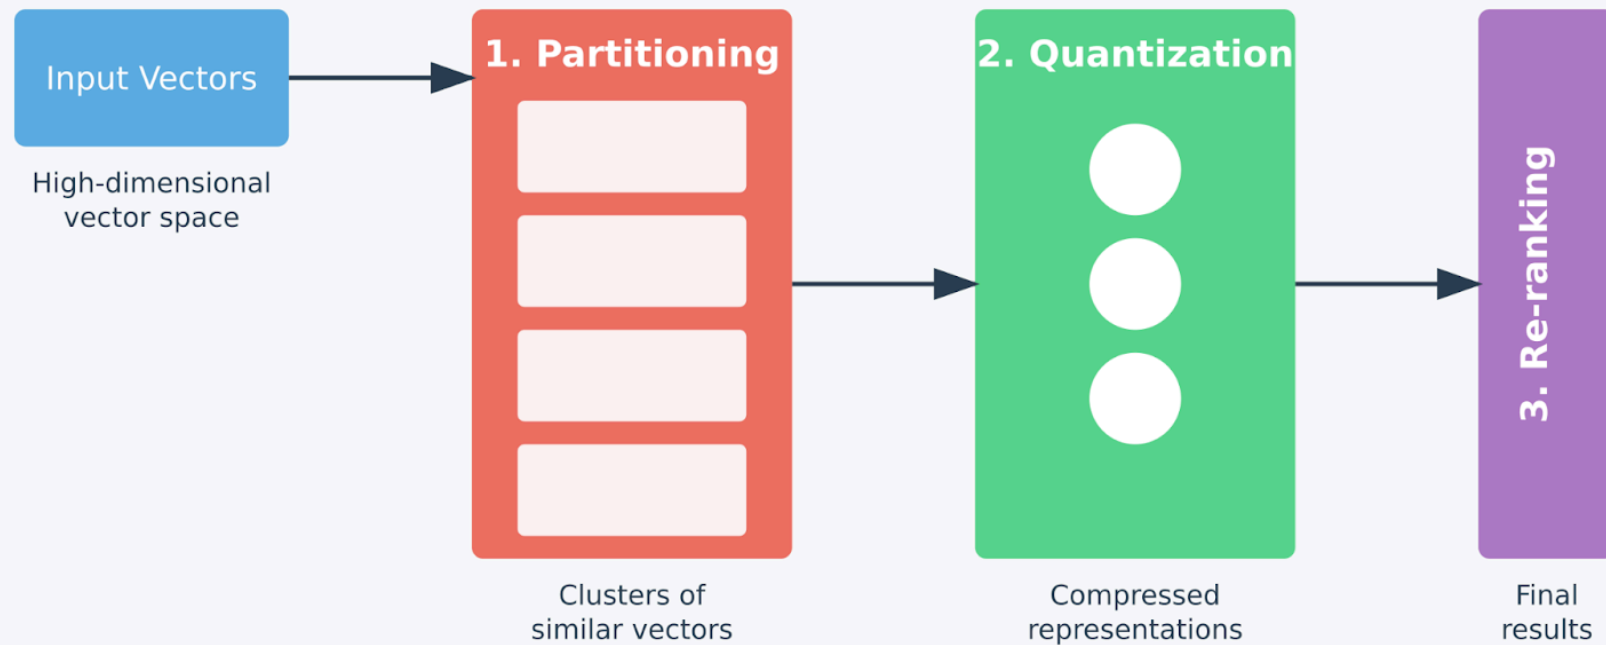 Input Vectors
High-dimensional
vector space
1. Partitioning
Clusters of
similar vectors
2. Quantization
Compressed
representations
3. Re-ranking
Final
results